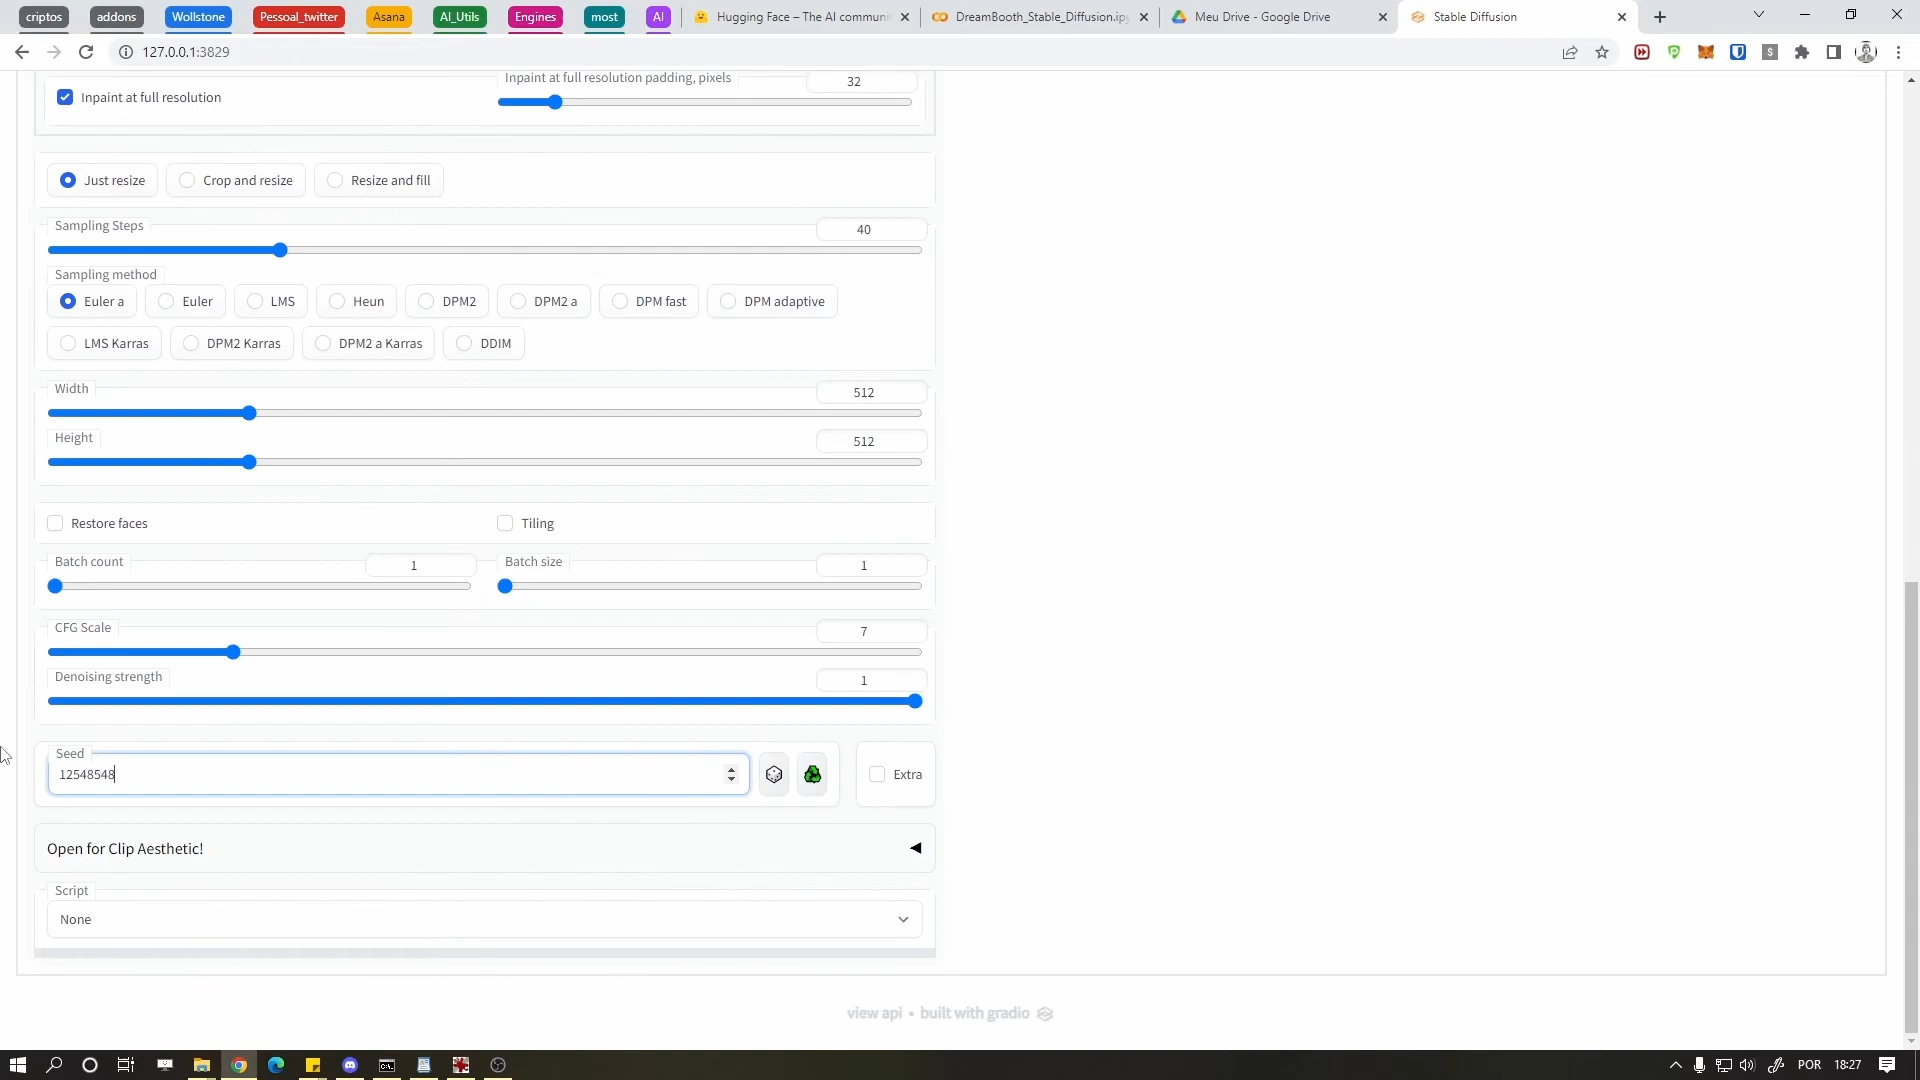 criptos addons Wollstone Pessoal_twitter Asana AI_Utils Engines most AI Hugging Face – The AI communi DreamBooth_Stable_Diffusion.ipy Meu Drive - Google Drive Stable Diffusion
127.0.0.1:3829
Inpaint at full resolution padding, pixels 32
Inpaint at full resolution
Just resize Crop and resize Resize and fill
Sampling Steps 40
Sampling method
Euler a Euler LMS Heun DPM2 DPM2 a DPM fast DPM adaptive
LMS Karras DPM2 Karras DPM2 a Karras DDIM
Width 512
Height 512
Restore faces Tiling
Batch count 1 Batch size 1
CFG Scale 7
Denoising strength 1
Seed
12548548 Extra
Open for Clip Aesthetic!
Script
None
view api • built with gradio
POR 18:27